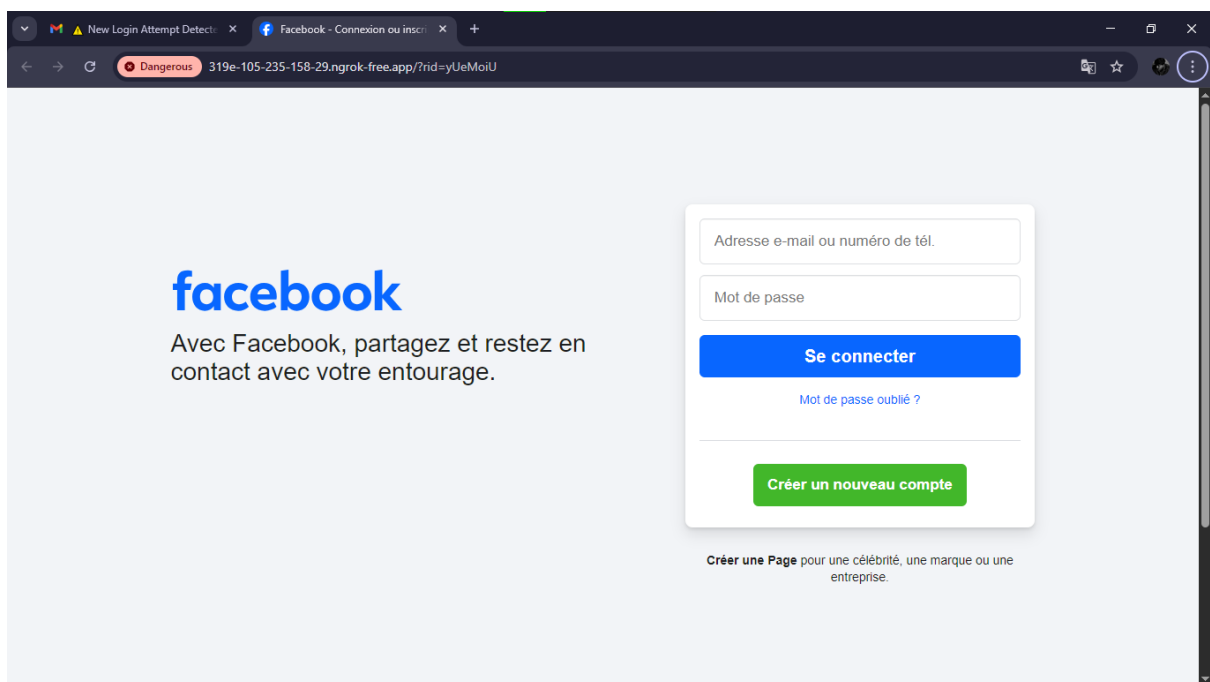 New Login Attempt Detecte
Facebook - Connexion ou inscri
Dangerous 319e-105-235-158-29.ngrok-free.app/?rid=yUeMoiU
facebook
Avec Facebook, partagez et restez en
contact avec votre entourage.
Adresse e-mail ou numéro de tél.
Mot de passe
Se connecter
Mot de passe oublié ?
Créer un nouveau compte
Créer une Page pour une célébrité, une marque ou une
entreprise.